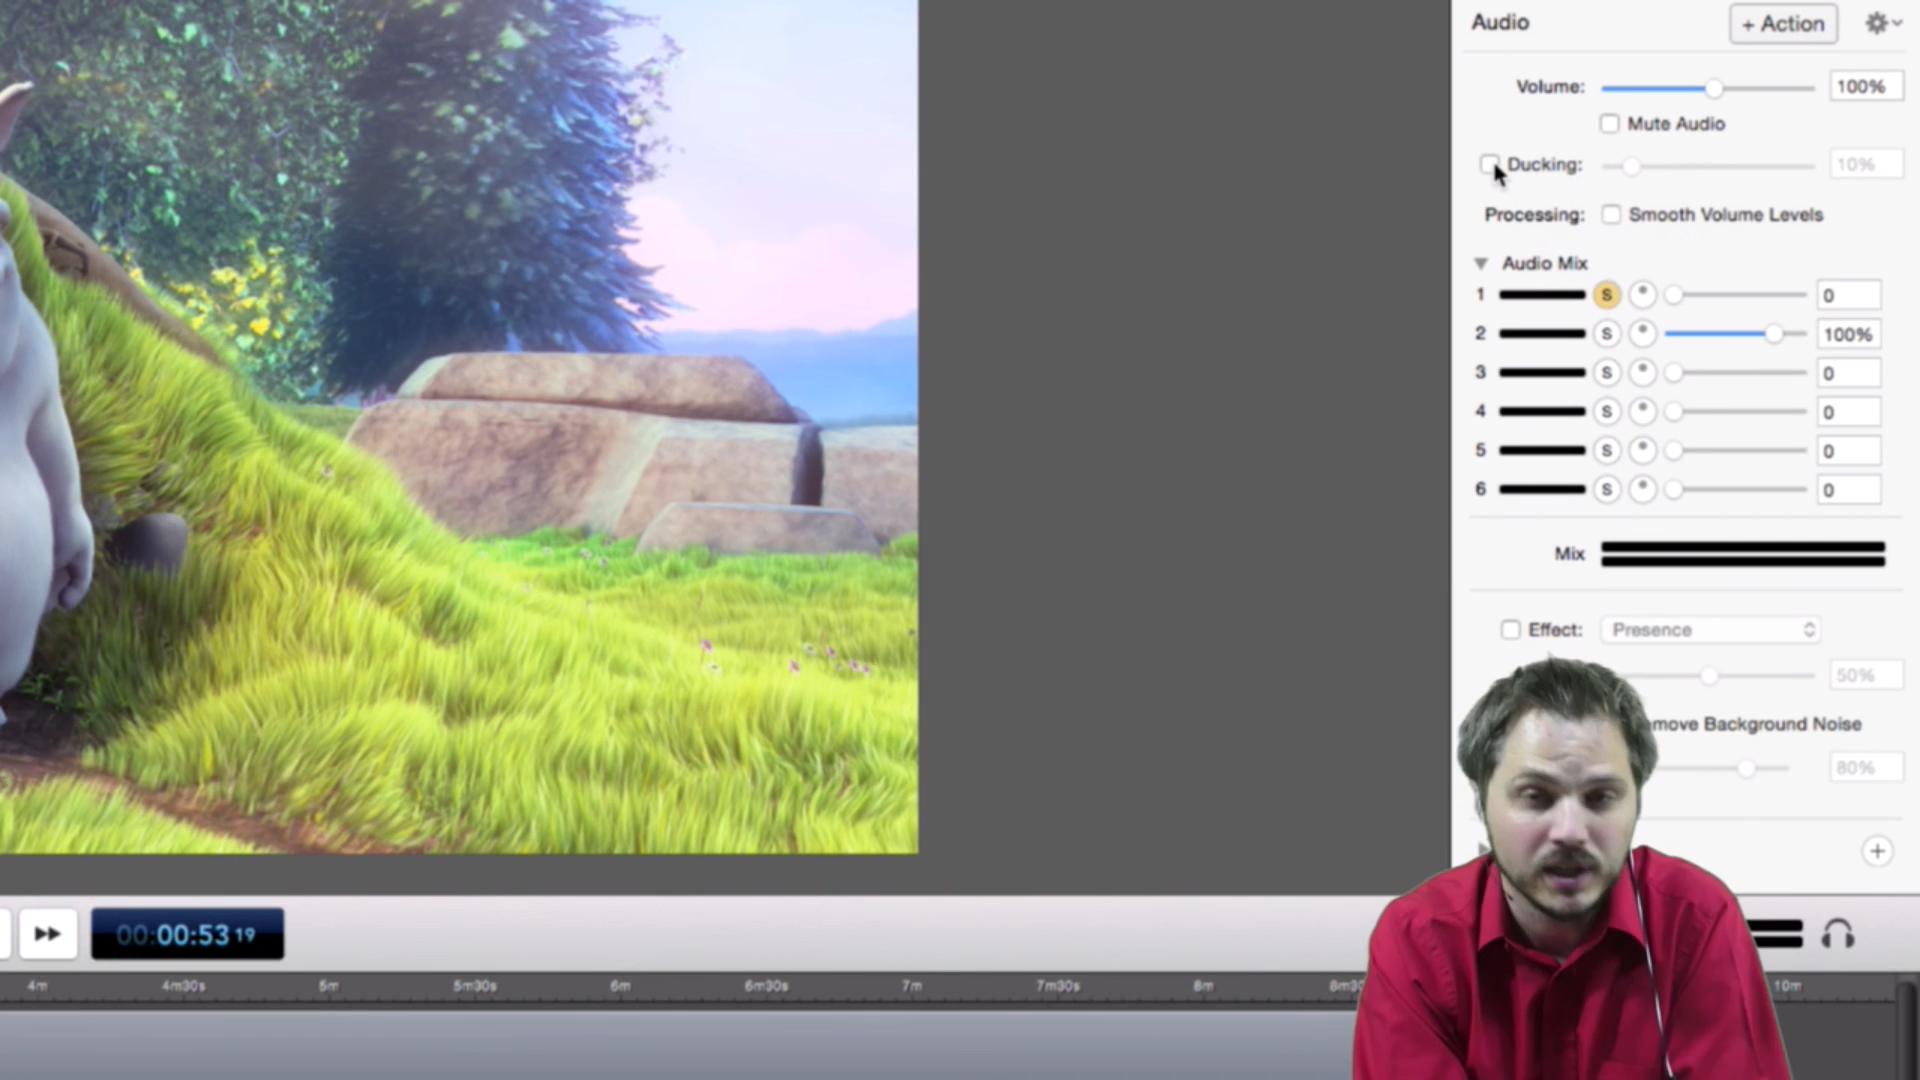 Audio
+ Action
Volume: 100%
Mute Audio
Ducking: 10%
Processing: Smooth Volume Levels
Audio Mix
1 S 0
2 S 100%
3 S 0
4 S 0
5 S 0
6 S 0
Mix
Effect: Presence
50%
move Background Noise
80%
00:00:53 19
4m 4m30s 5m 5m30s 6m 6m30s 7m 7m30s 8m 8m30 10m